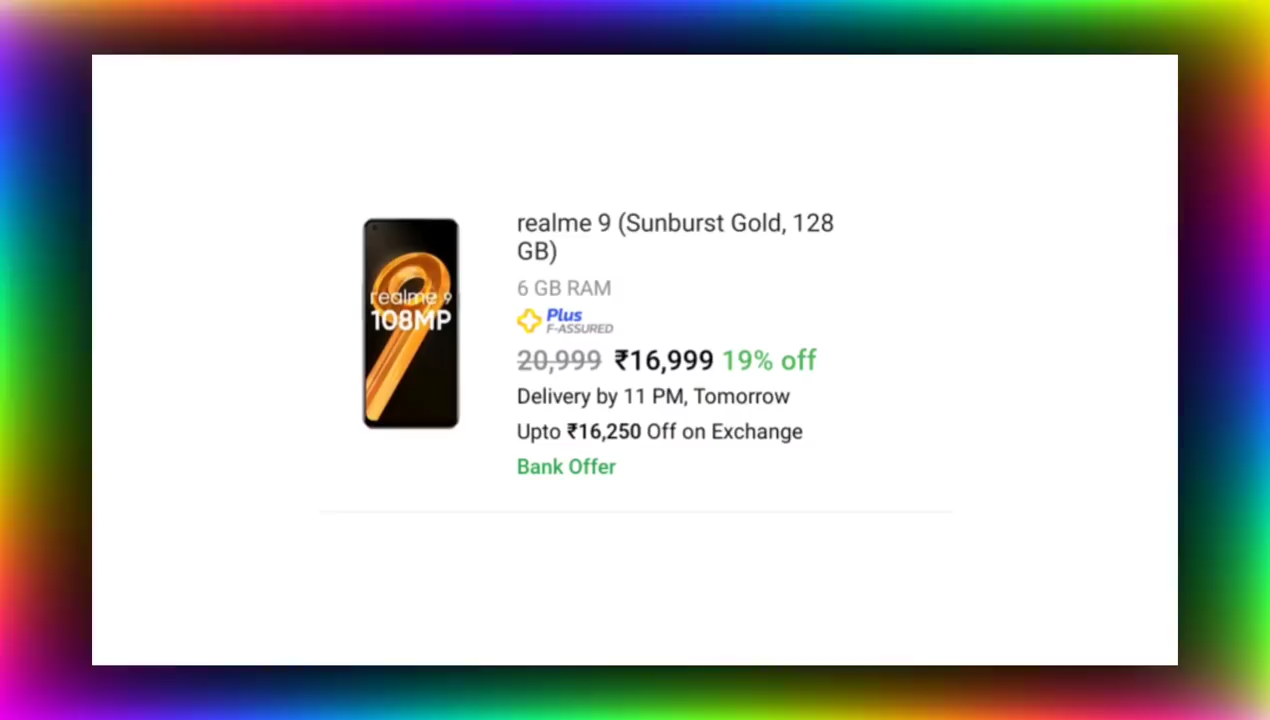 realme 9 (Sunburst Gold, 128
GB)
6 GB RAM
Plus
F-ASSURED
20,999 ₹16,999 19% off
Delivery by 11 PM, Tomorrow
Upto ₹16,250 Off on Exchange
Bank Offer
realme 9
108MP